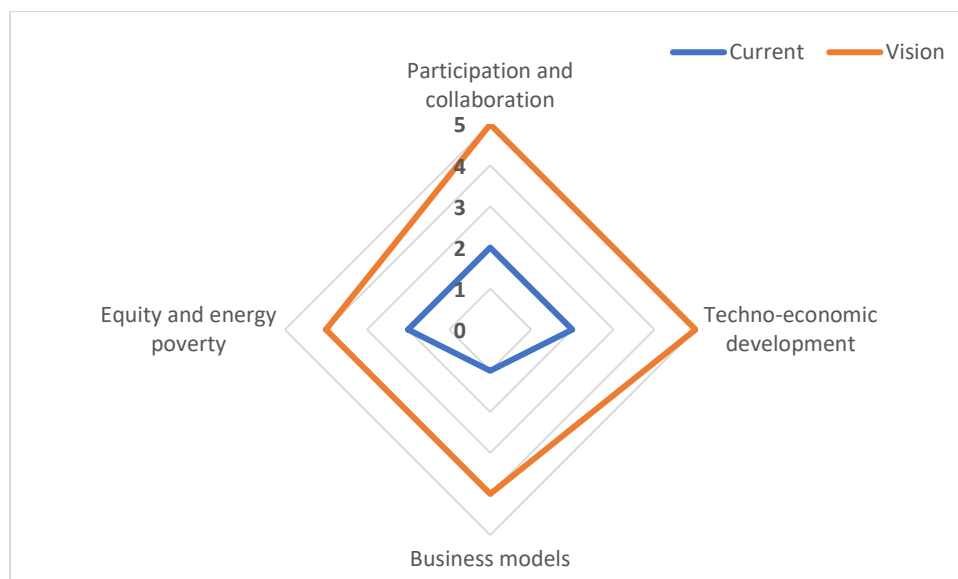 Current
Vision
Participation and
collaboration
5
4
3
2
1
0
Equity and energy
poverty
Techno-economic
development
Business models